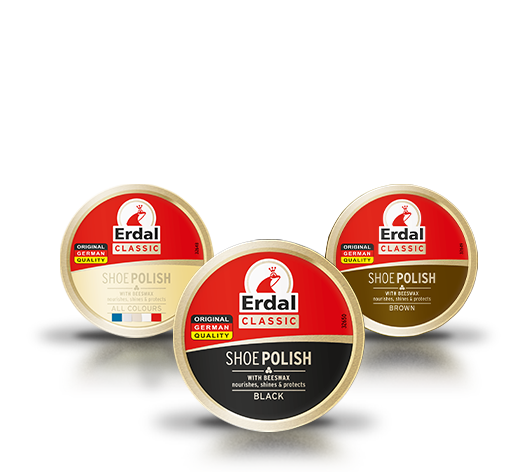 Erdal
CLASSIC
ORIGINAL
GERMAN
QUALITY
SHOE POLISH
WITH BEESWAX
nourishes, shines & protects
ALL COLOURS
Erdal
CLASSIC
ORIGINAL
GERMAN
QUALITY
SHOE POLISH
WITH BEESWAX
nourishes, shines & protects
BLACK
Erdal
CLASSIC
ORIGINAL
GERMAN
QUALITY
SHOE POLISH
WITH BEESWAX
nourishes, shines & protects
BROWN